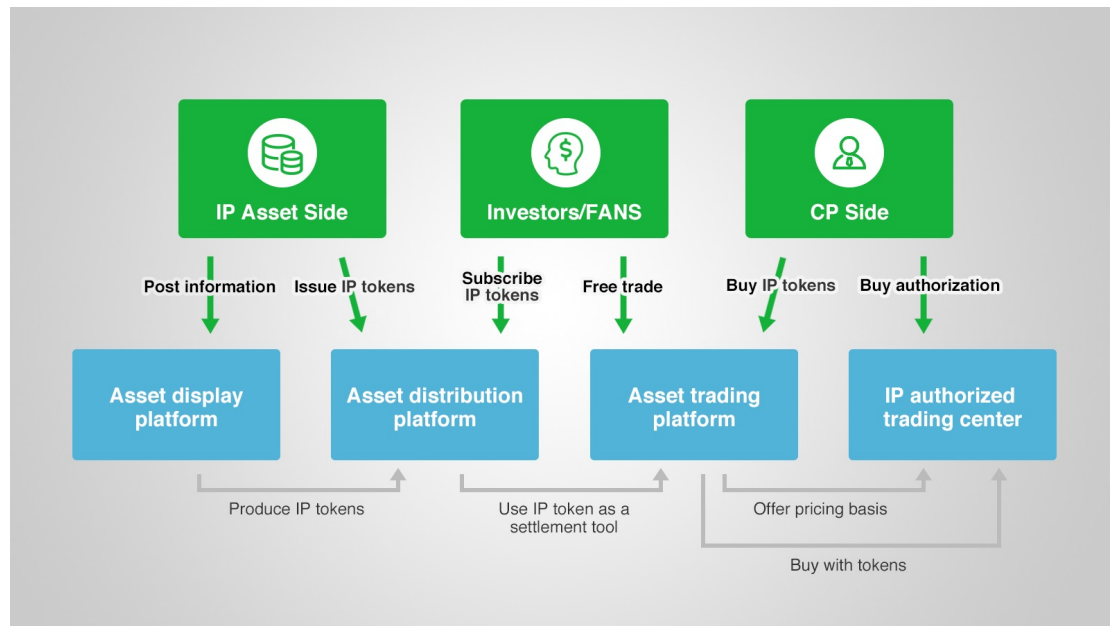 IP Asset Side
Investors/FANS
CP Side
Post information
Issue IP tokens
Subscribe
IP tokens
Free trade
Buy IP tokens
Buy authorization
Asset display
platform
Asset distribution
platform
Asset trading
platform
IP authorized
trading center
Produce IP tokens
Use IP token as a
settlement tool
Offer pricing basis
Buy with tokens